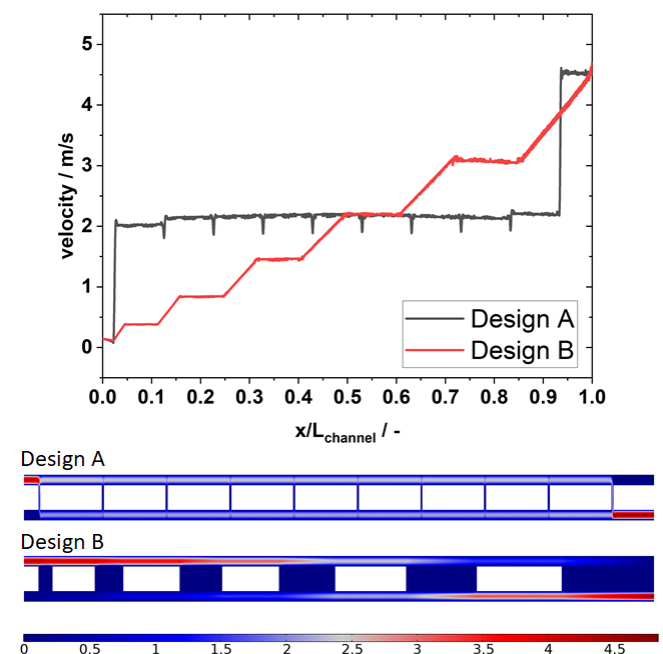 5
4
3
2
1
0
velocity / m/s
Design A
Design B
0.0 0.1 0.2 0.3 0.4 0.5 0.6 0.7 0.8 0.9 1.0
x/Lchannel / -
Design A
Design B
0 0.5 1 1.5 2 2.5 3 3.5 4 4.5